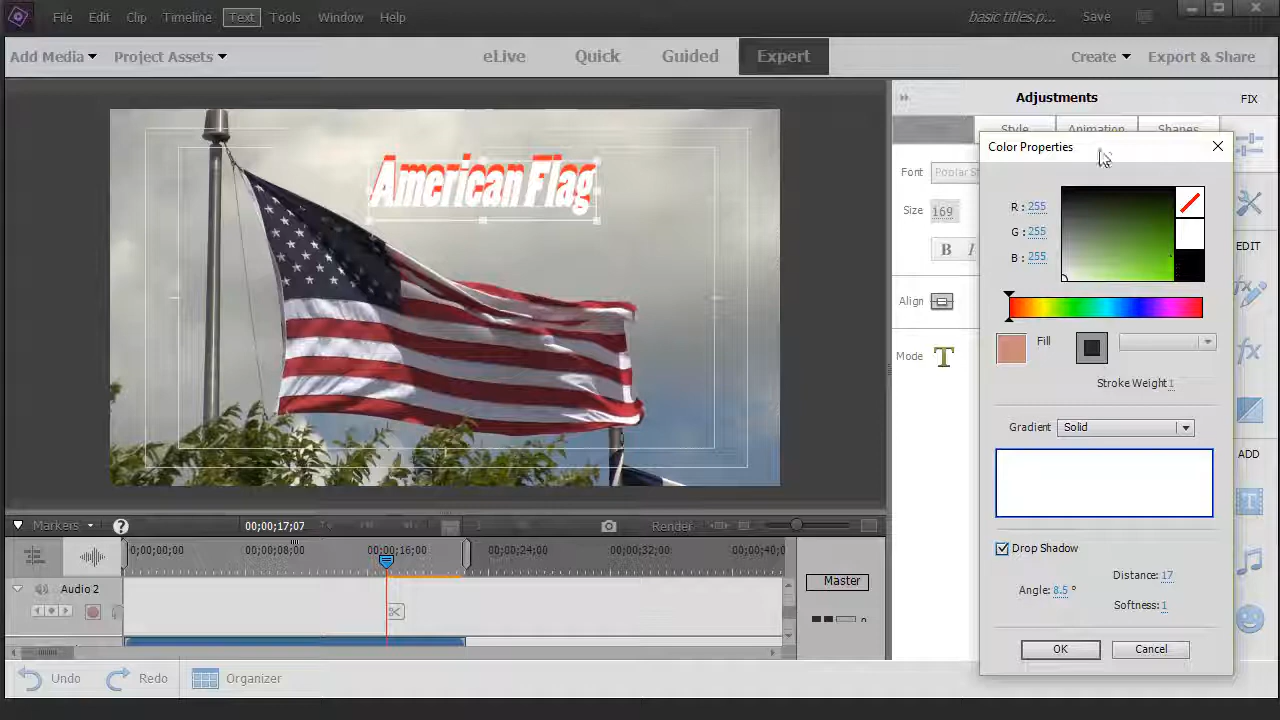 File Edit Clip Timeline Text Tools Window Help
basic titles.p...
Save
Add Media
Project Assets
eLive
Quick
Guided
Expert
Create
Export & Share
American Flag
Adjustments
FIX
Style
Animation
Shapes
Font
Size 169
B I
Align
Mode T
EDIT
ADD
Color Properties
R : 255
G : 255
B : 255
Fill
Stroke Weight 1
Gradient Solid
Drop Shadow
Distance: 17
Angle: 8.5 °
Softness: 1
OK
Cancel
Markers
00;00;17;07
Render
0;00;00;00 00;00;08;00 00;00;16;00 00;00;24;00 00;00;32;00 00;00;40;0
Audio 2
Master
Undo
Redo
Organizer